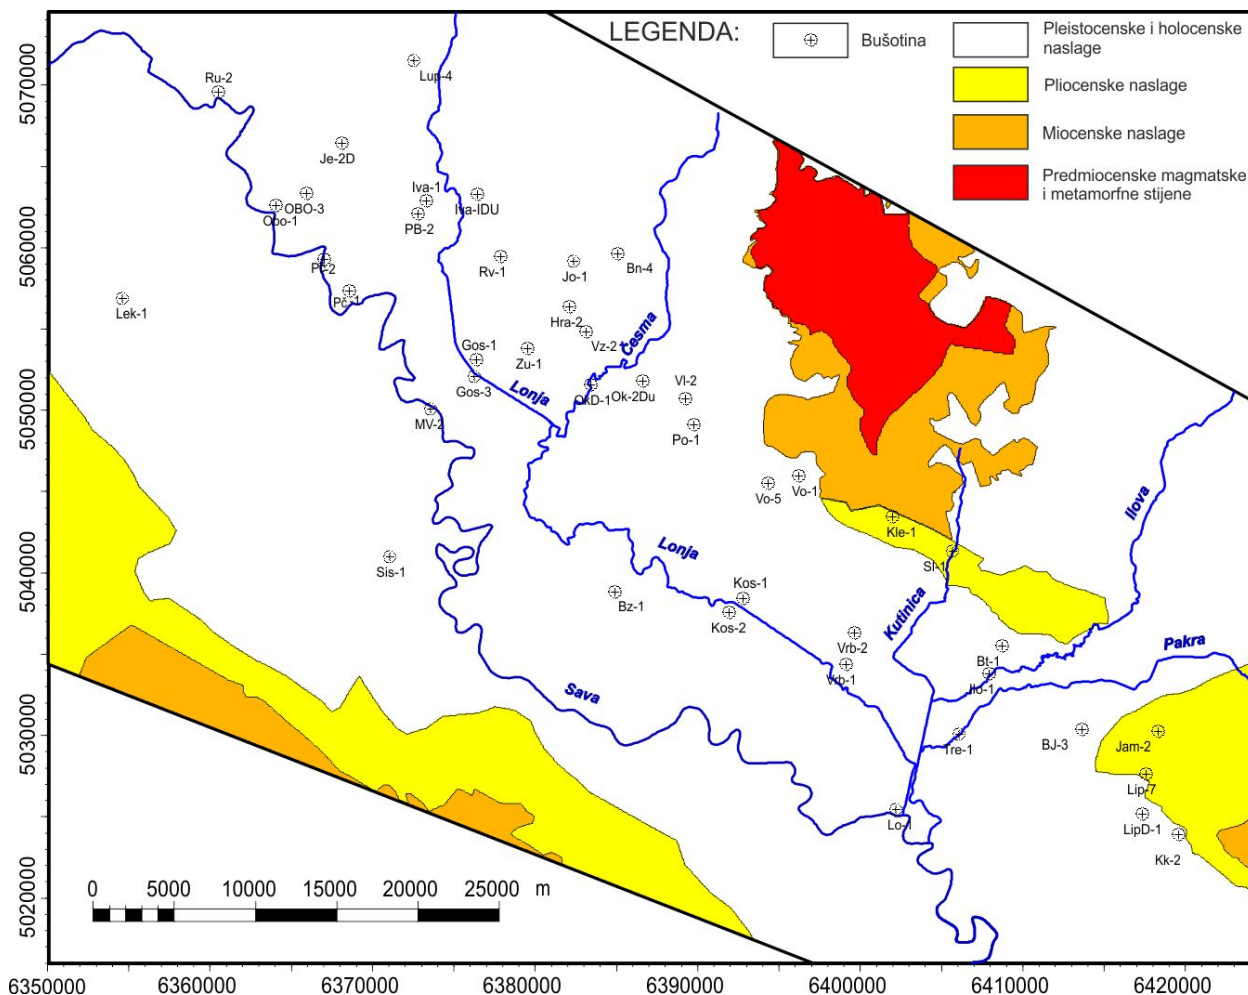 LEGENDA:
Bušotina
Pleistocenske i holocenske
naslage
Pliocenske naslage
Miocenske naslage
Predmiocenske magmatske
i metamorfne stijene
5070000
5060000
5050000
5040000
5030000
5020000
Ru-2
Lup-4
Je-2D
Iva-1
Iva-IDU
OBO-3
Obo-1
PB-2
Rv-1
Jo-1
Bn-4
Pč-1
Lek-1
Hra-2
Vz-2
Česma
Gos-1
Zu-1
Gos-3
Lonja
OkD-1
Ok-2Du
Vl-2
MV-2
Po-1
Vo-5
Vo-1
Ilova
Kle-1
Lonja
Sl-1
Sis-1
Bz-1
Kos-1
Kos-2
Kutinica
Vrb-2
Vrb-1
Bt-1
Ilo-1
Pakra
Sava
Tre-1
BJ-3
Jam-2
Lip-7
LipD-1
Lo-1
Kk-2
0 5000 10000 15000 20000 25000 m
6350000 6360000 6370000 6380000 6390000 6400000 6410000 6420000